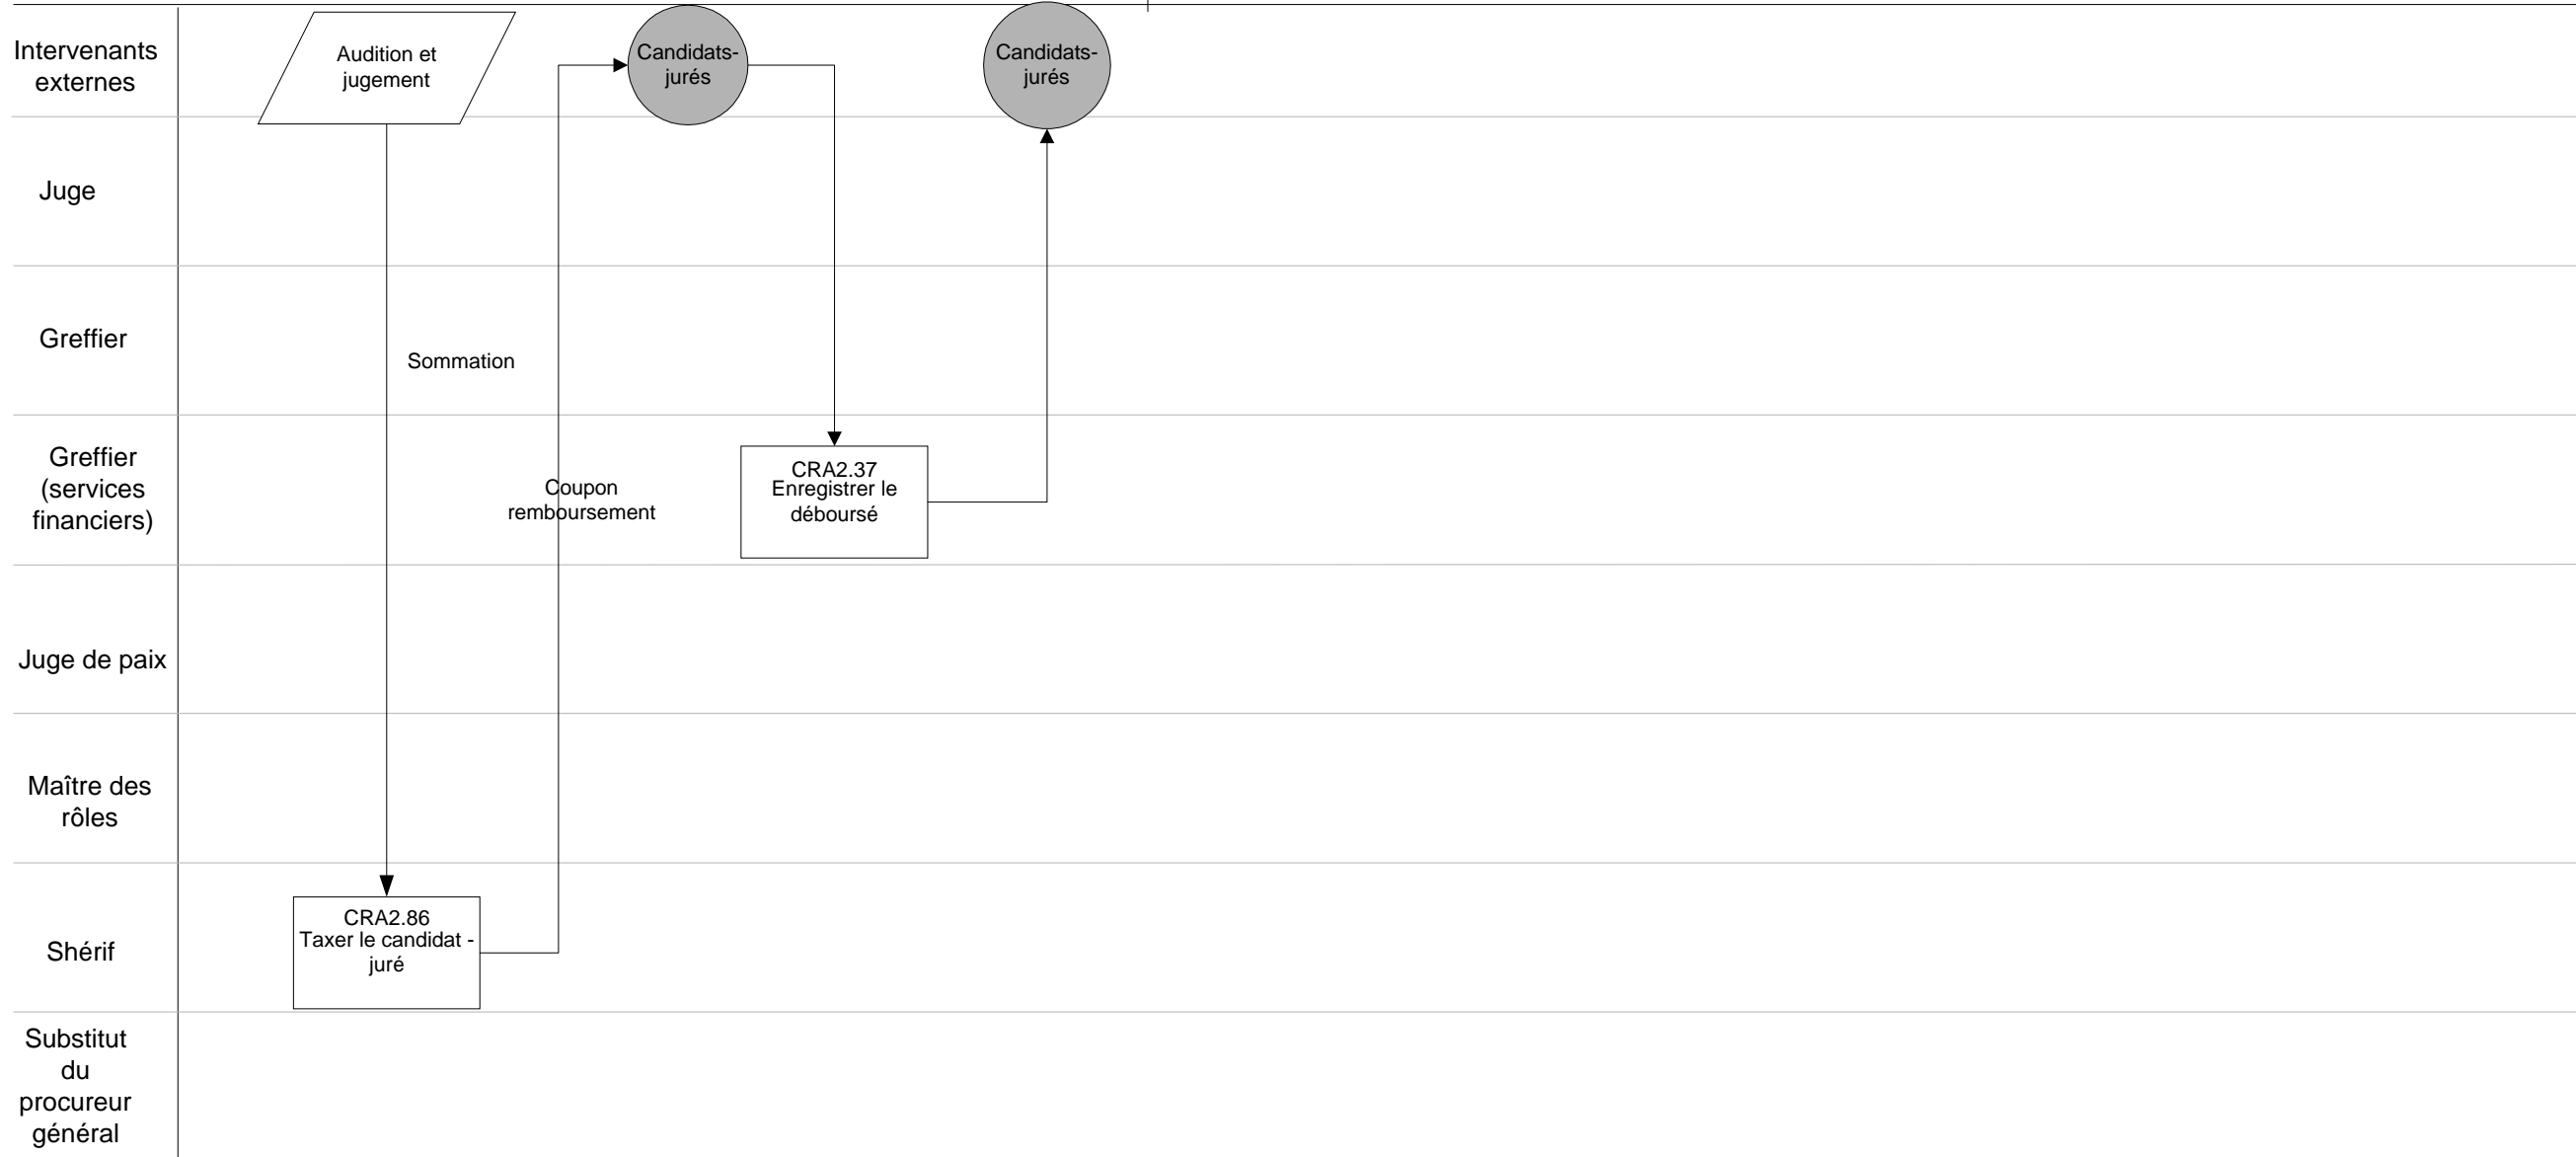 Intervenants
externes
Audition et
jugement
Candidats-
jurés
Candidats-
jurés
Juge
Greffier
Sommation
Greffier
(services
financiers)
Coupon
remboursement
CRA2.37
Enregistrer le
déboursé
Juge de paix
Maître des
rôles
Shérif
CRA2.86
Taxer le candidat -
juré
Substitut
du
procureur
général